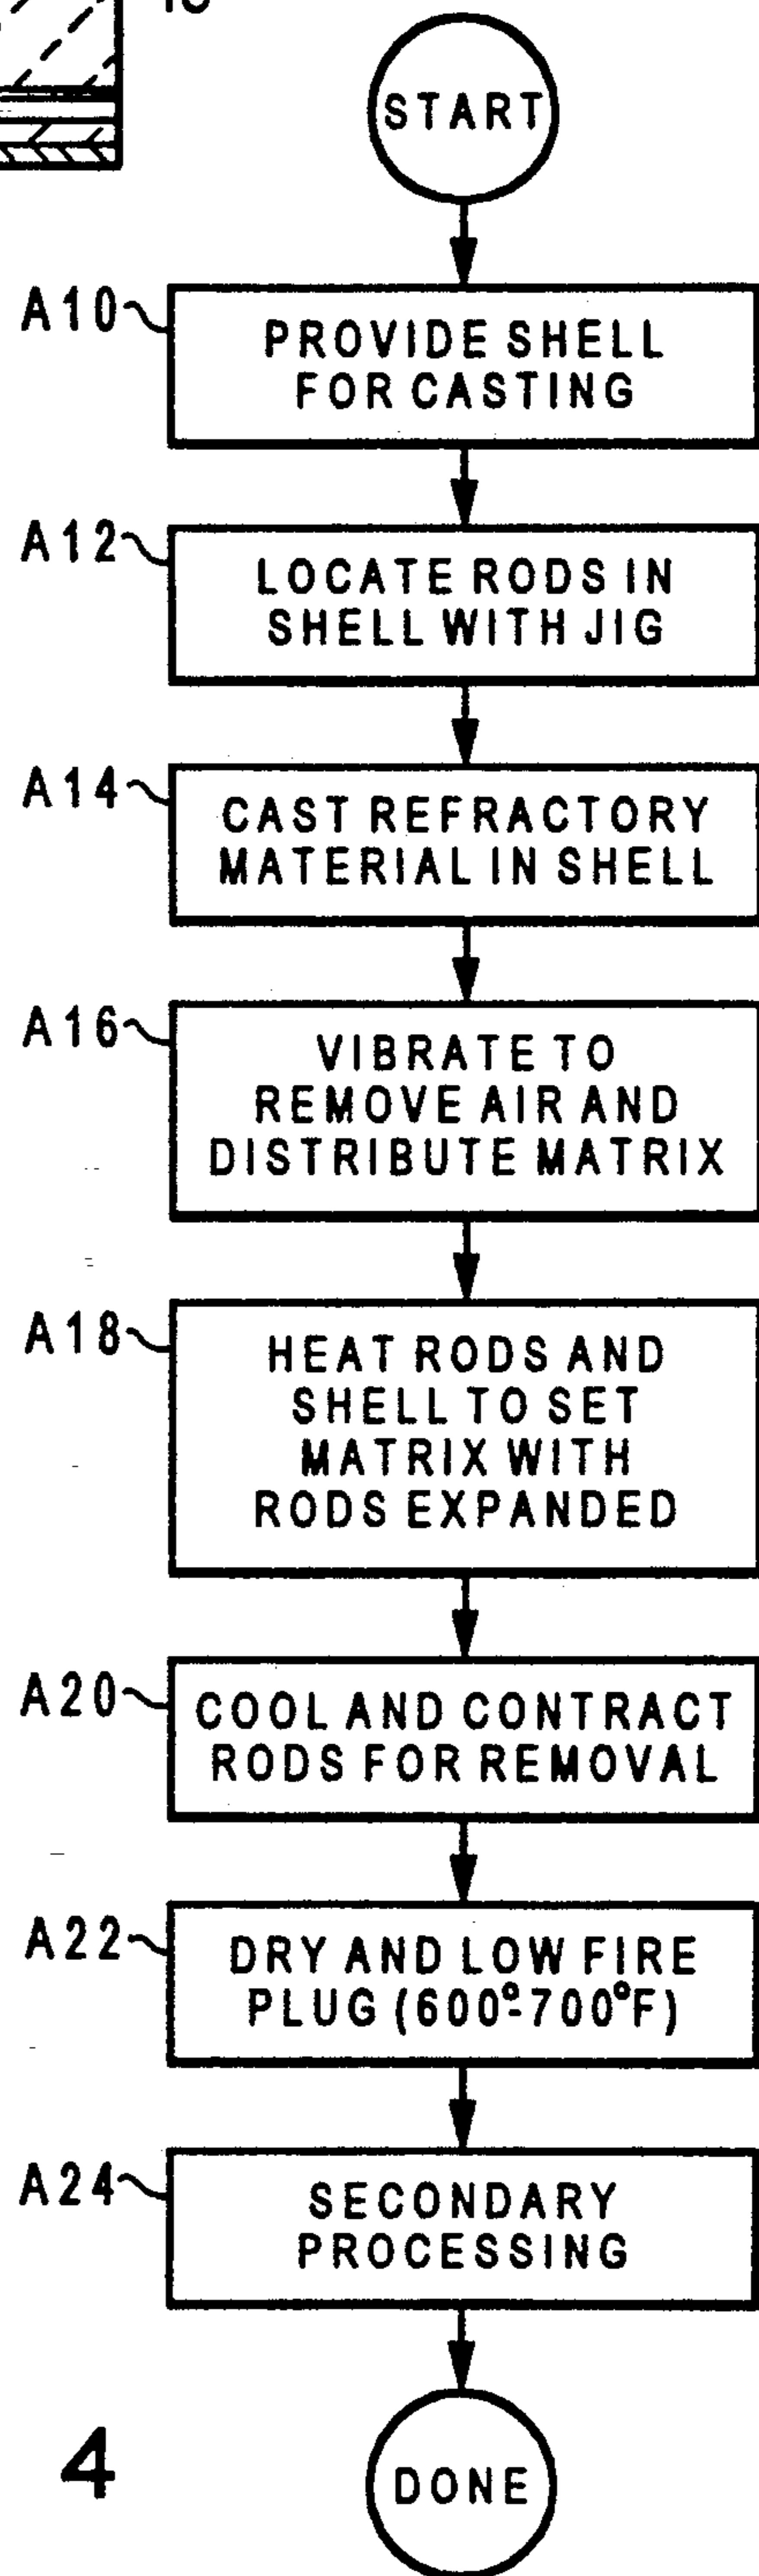 START
A10
PROVIDE SHELL
FOR CASTING
A12
LOCATE RODS IN
SHELL WITH JIG
A14
CAST REFRACTORY
MATERIAL IN SHELL
A16
VIBRATE TO
REMOVE AIR AND
DISTRIBUTE MATRIX
A18
HEAT RODS AND
SHELL TO SET
MATRIX WITH
RODS EXPANDED
A20
COOL AND CONTRACT
RODS FOR REMOVAL
A22
DRY AND LOW FIRE
PLUG (600°-700°F)
A24
SECONDARY
PROCESSING
DONE
4